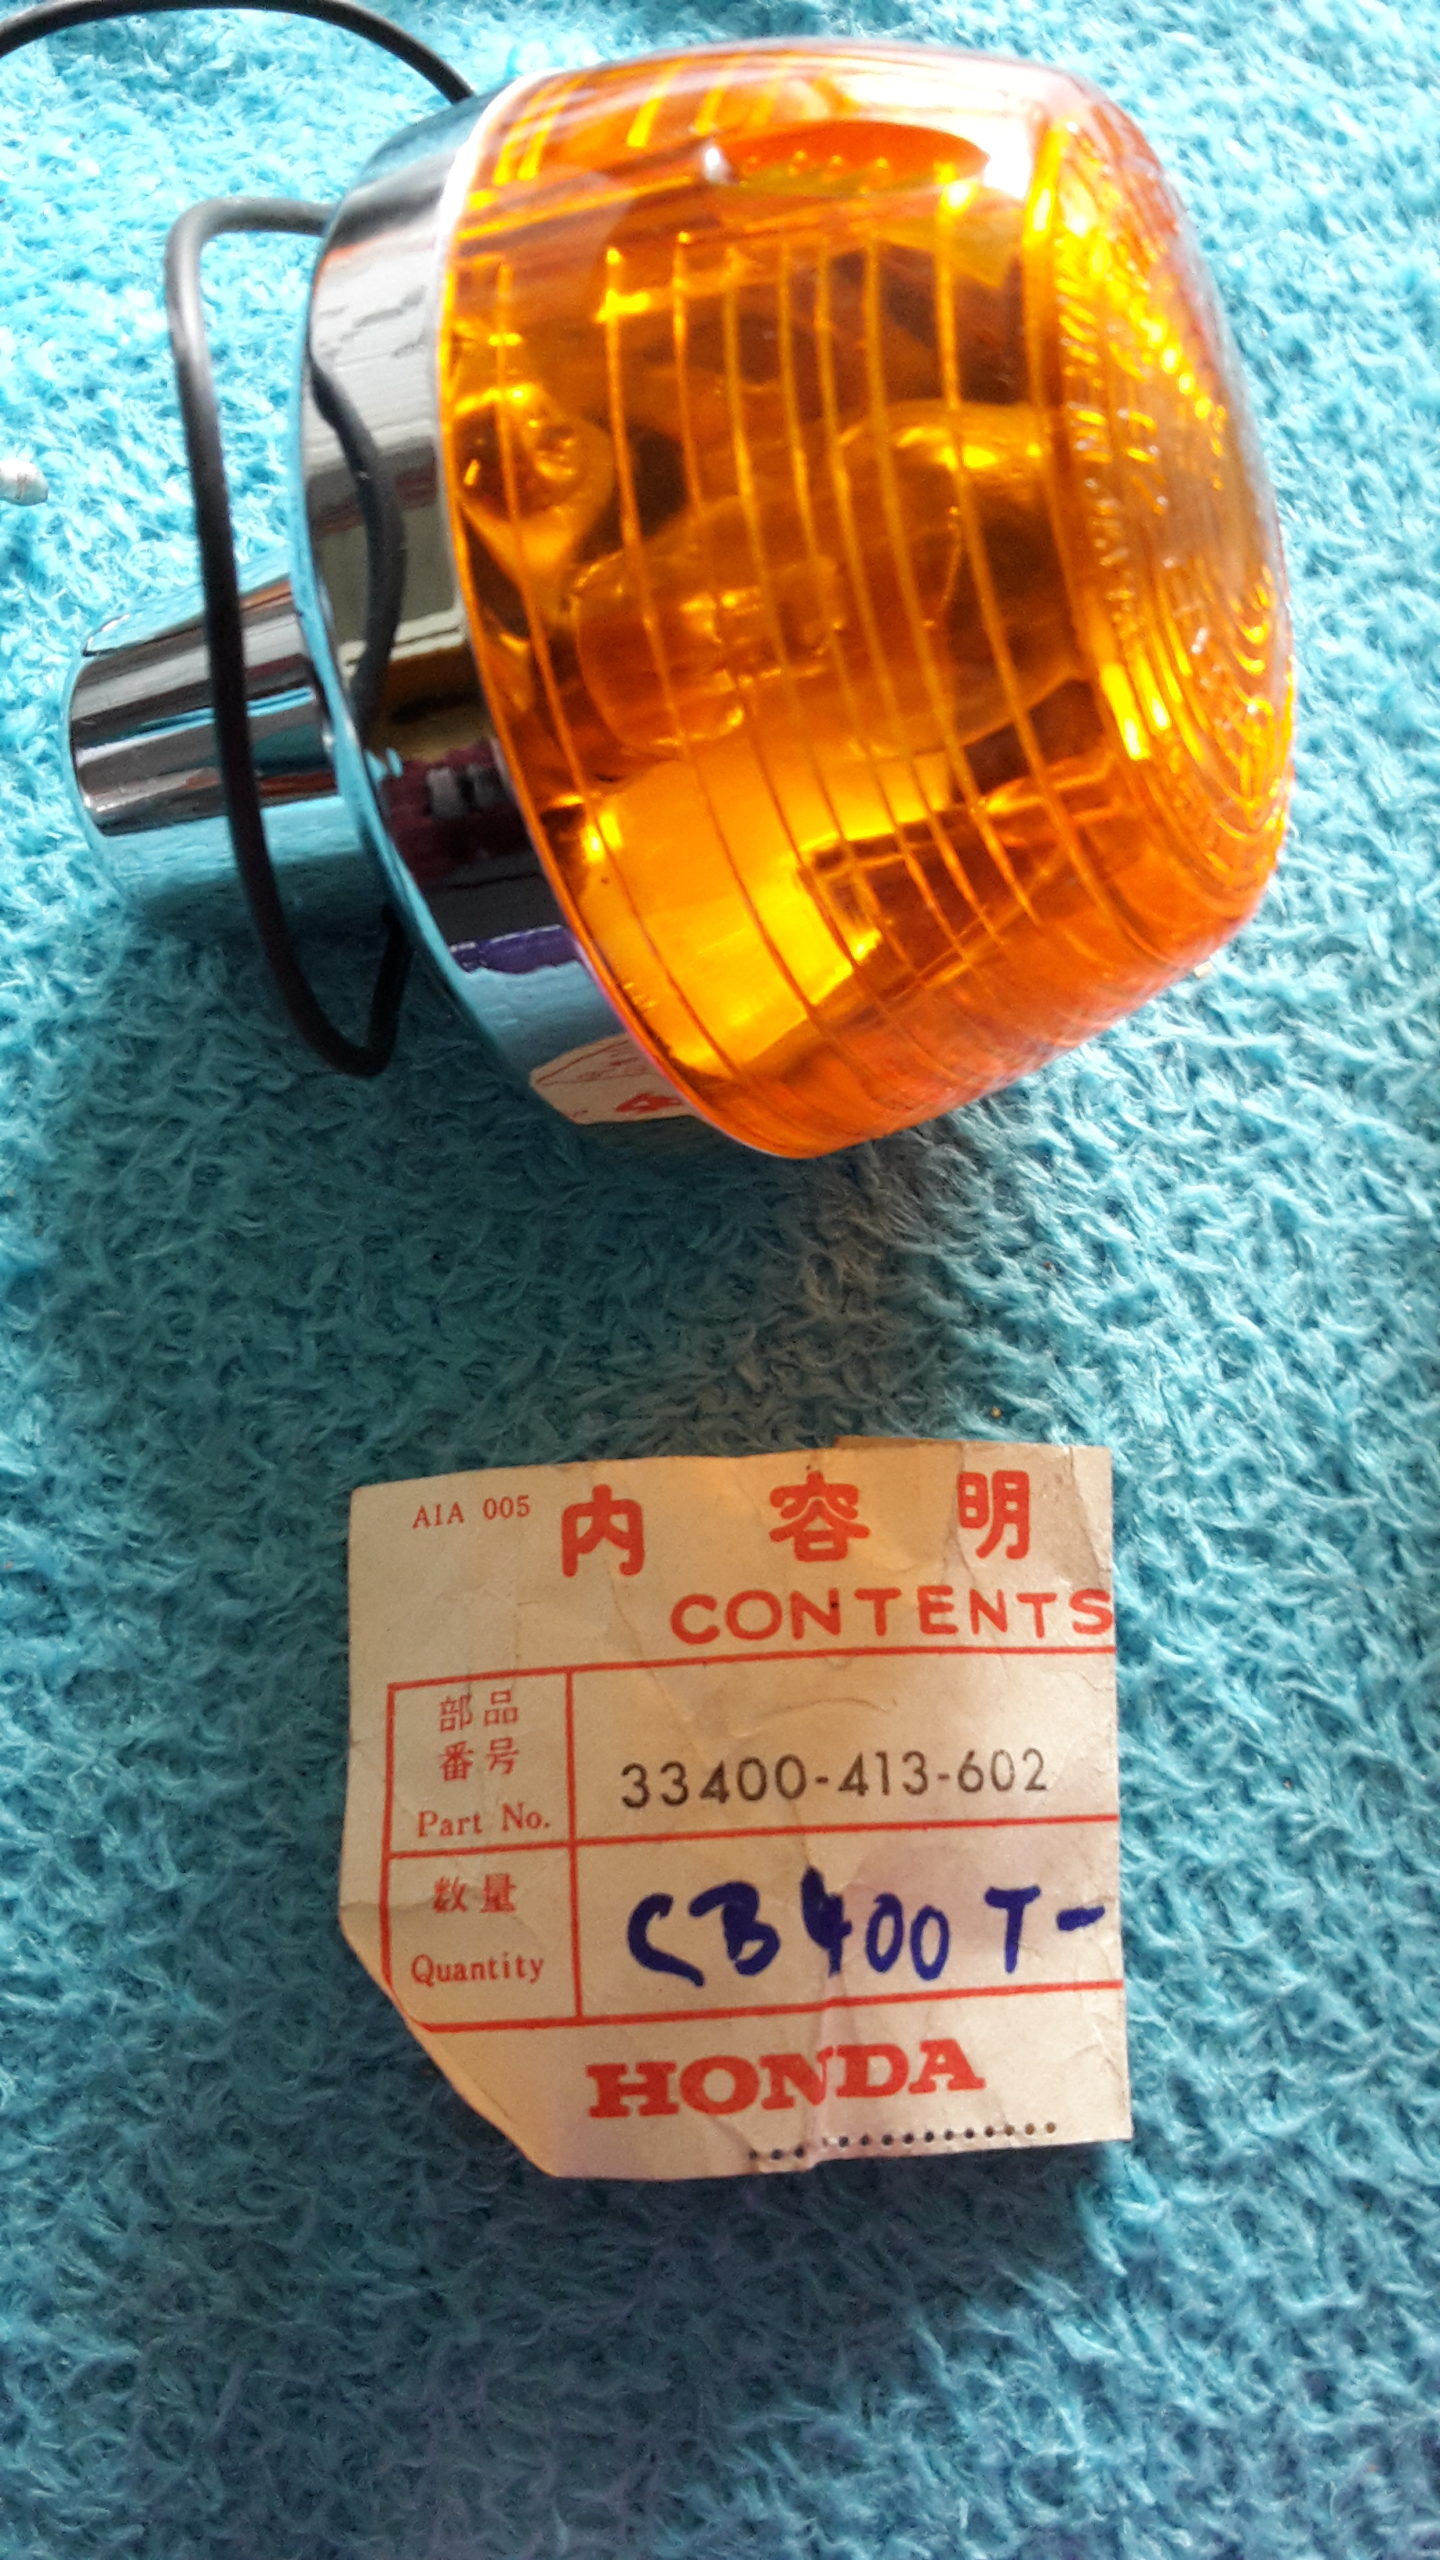 AIA 005
内容明
CONTENTS
部品
番号
Part No.
33400-413-602
数量
Quantity
CB400 T-
HONDA